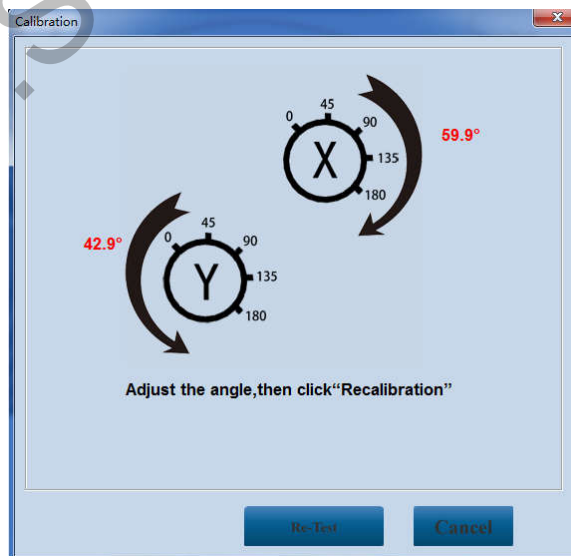 Calibration
0
45
90
135
180
X
59.9°
42.9°
0
45
90
135
180
Y
Adjust the angle,then click“Recalibration”
Re-Test
Cancel